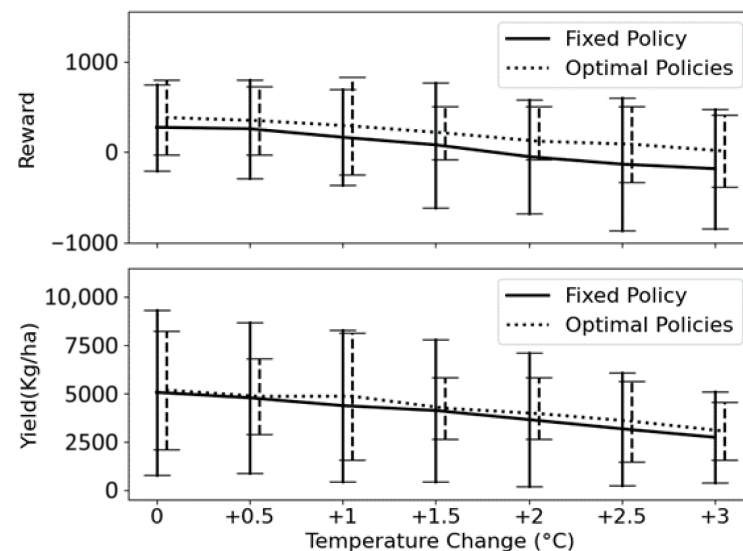 1000
0
−1000
Reward
Fixed Policy
Optimal Policies
10,000
7500
5000
2500
0
Yield(Kg/ha)
Fixed Policy
Optimal Policies
0 +0.5 +1 +1.5 +2 +2.5 +3
Temperature Change (°C)